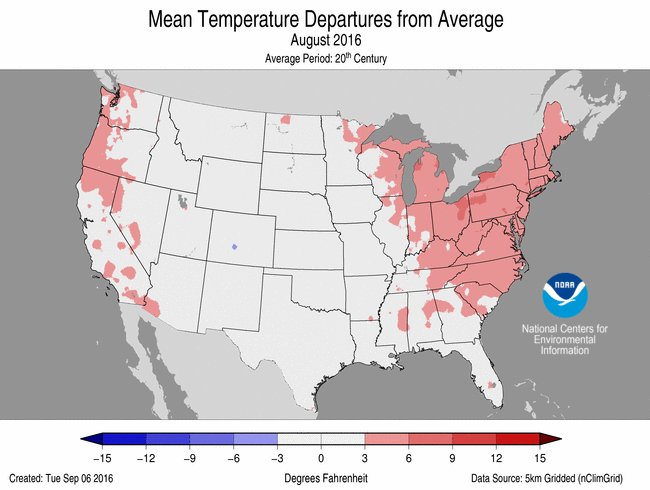 Mean Temperature Departures from Average
August 2016
Average Period: 20th Century
NOAA
National Centers for
Environmental
Information
−15 −12 −9 −6 −3 0 3 6 9 12 15
Created: Tue Sep 06 2016 Degrees Fahrenheit Data Source: 5km Gridded (nClimGrid)